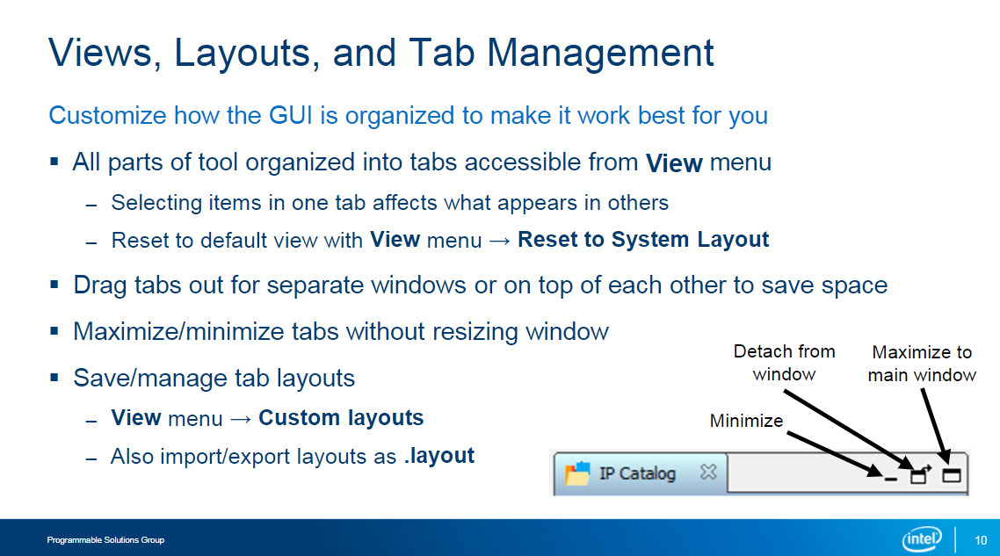 Views, Layouts, and Tab Management
Customize how the GUI is organized to make it work best for you
▪ All parts of tool organized into tabs accessible from View menu
– Selecting items in one tab affects what appears in others
– Reset to default view with View menu → Reset to System Layout
▪ Drag tabs out for separate windows or on top of each other to save space
▪ Maximize/minimize tabs without resizing window
▪ Save/manage tab layouts
– View menu → Custom layouts
– Also import/export layouts as .layout
Detach from
window
Maximize to
main window
Minimize
IP Catalog
Programmable Solutions Group
intel
10